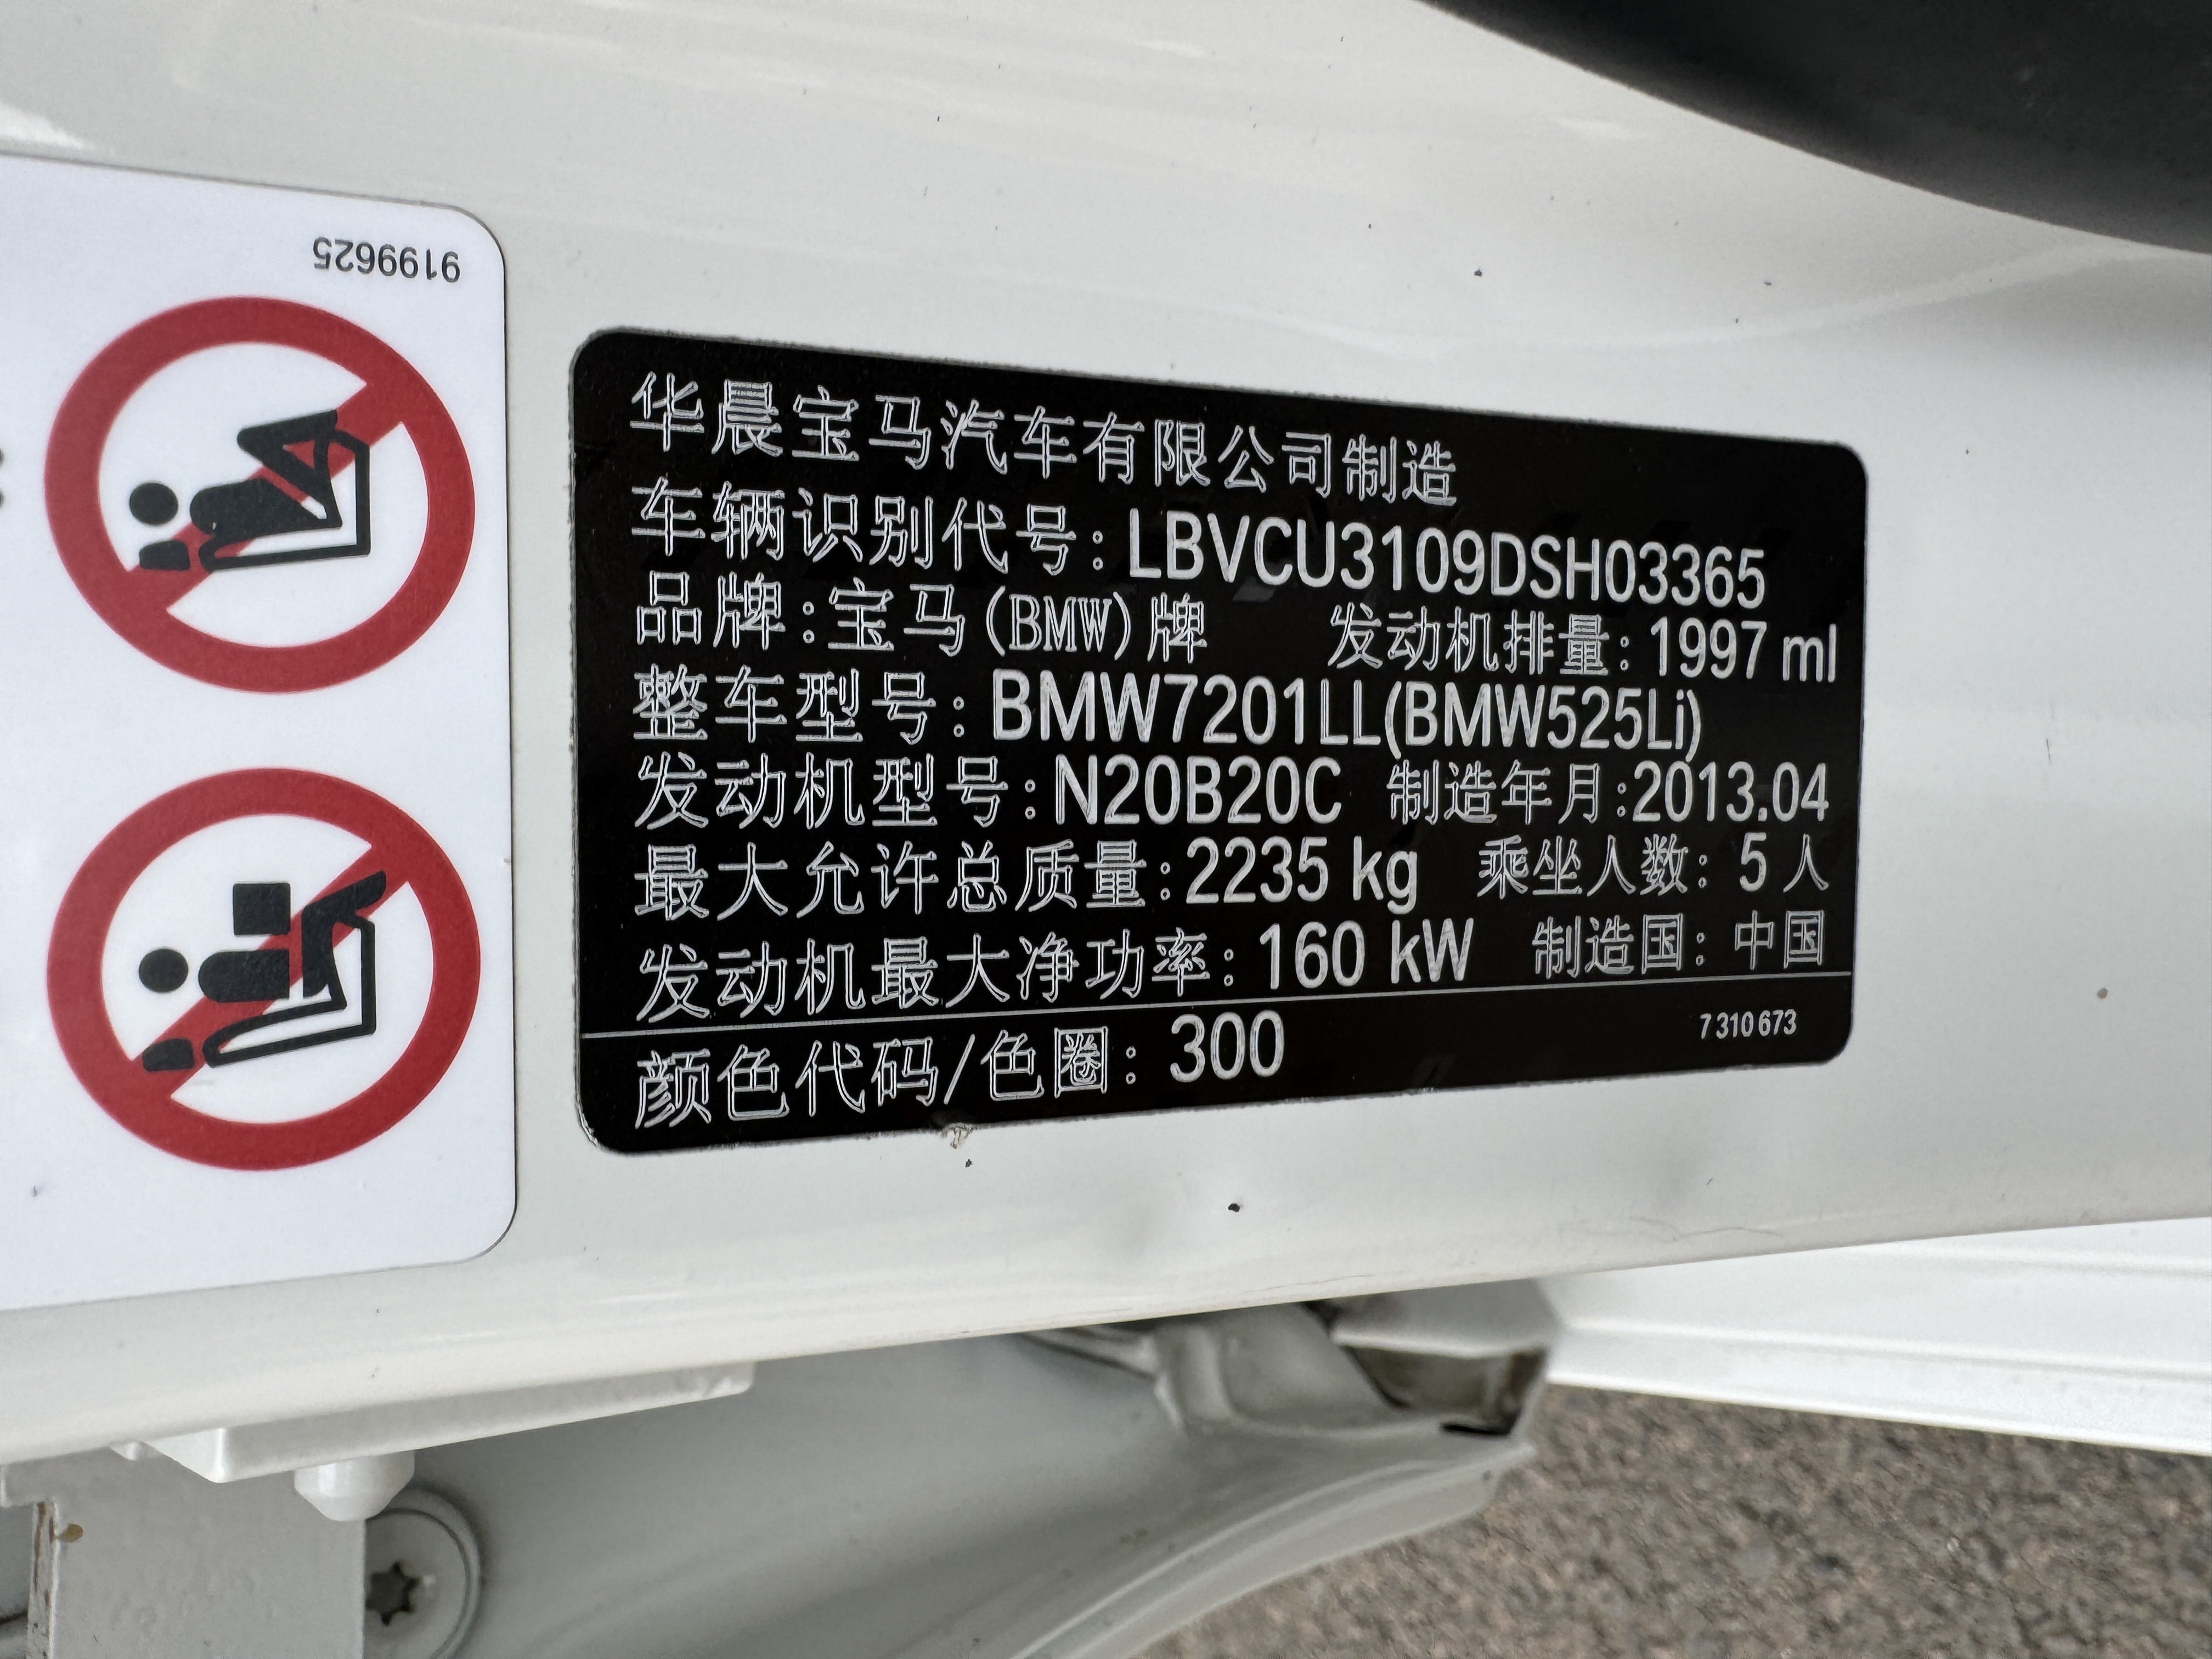 9199625
华晨宝马汽车有限公司制造
车辆识别代号：LBVCU3109DSH03365
品牌：宝马(BMW)牌 发动机排量：1997 ml
整车型号：BMW7201LL(BMW525Li)
发动机型号：N20B20C 制造年月：2013.04
最大允许总质量：2235 kg 乘坐人数：5 人
发动机最大净功率：160 kW 制造国：中国
颜色代码/色圈：300 7310673